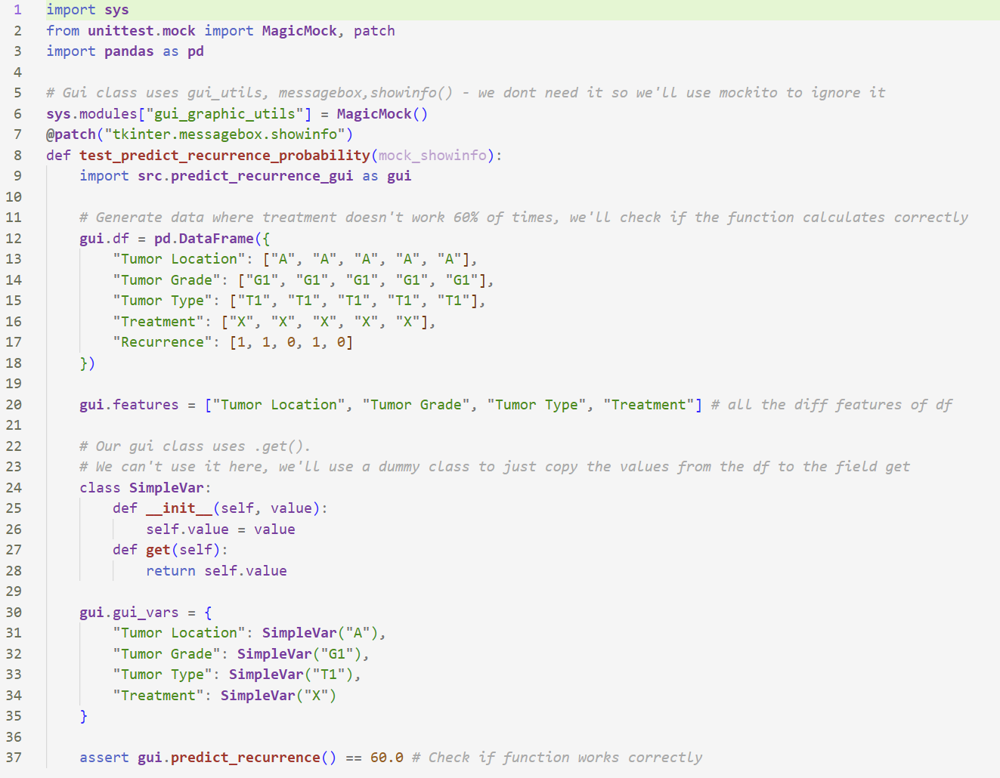 1 import sys
2 from unittest.mock import MagicMock, patch
3 import pandas as pd
4
5 # Gui class uses gui_utils, messagebox,showinfo() - we dont need it so we'll use mockito to ignore it
6 sys.modules["gui_graphic_utils"] = MagicMock()
7 @patch("tkinter.messagebox.showinfo")
8 def test_predict_recurrence_probability(mock_showinfo):
9     import src.predict_recurrence_gui as gui
10
11     # Generate data where treatment doesn't work 60% of times, we'll check if the function calculates correctly
12     gui.df = pd.DataFrame({
13         "Tumor Location": ["A", "A", "A", "A", "A"],
14         "Tumor Grade": ["G1", "G1", "G1", "G1", "G1"],
15         "Tumor Type": ["T1", "T1", "T1", "T1", "T1"],
16         "Treatment": ["X", "X", "X", "X", "X"],
17         "Recurrence": [1, 1, 0, 1, 0]
18     })
19
20     gui.features = ["Tumor Location", "Tumor Grade", "Tumor Type", "Treatment"] # all the diff features of df
21
22     # Our gui class uses .get().
23     # We can't use it here, we'll use a dummy class to just copy the values from the df to the field get
24     class SimpleVar:
25         def __init__(self, value):
26             self.value = value
27         def get(self):
28             return self.value
29
30     gui.gui_vars = {
31         "Tumor Location": SimpleVar("A"),
32         "Tumor Grade": SimpleVar("G1"),
33         "Tumor Type": SimpleVar("T1"),
34         "Treatment": SimpleVar("X")
35     }
36
37     assert gui.predict_recurrence() == 60.0 # Check if function works correctly